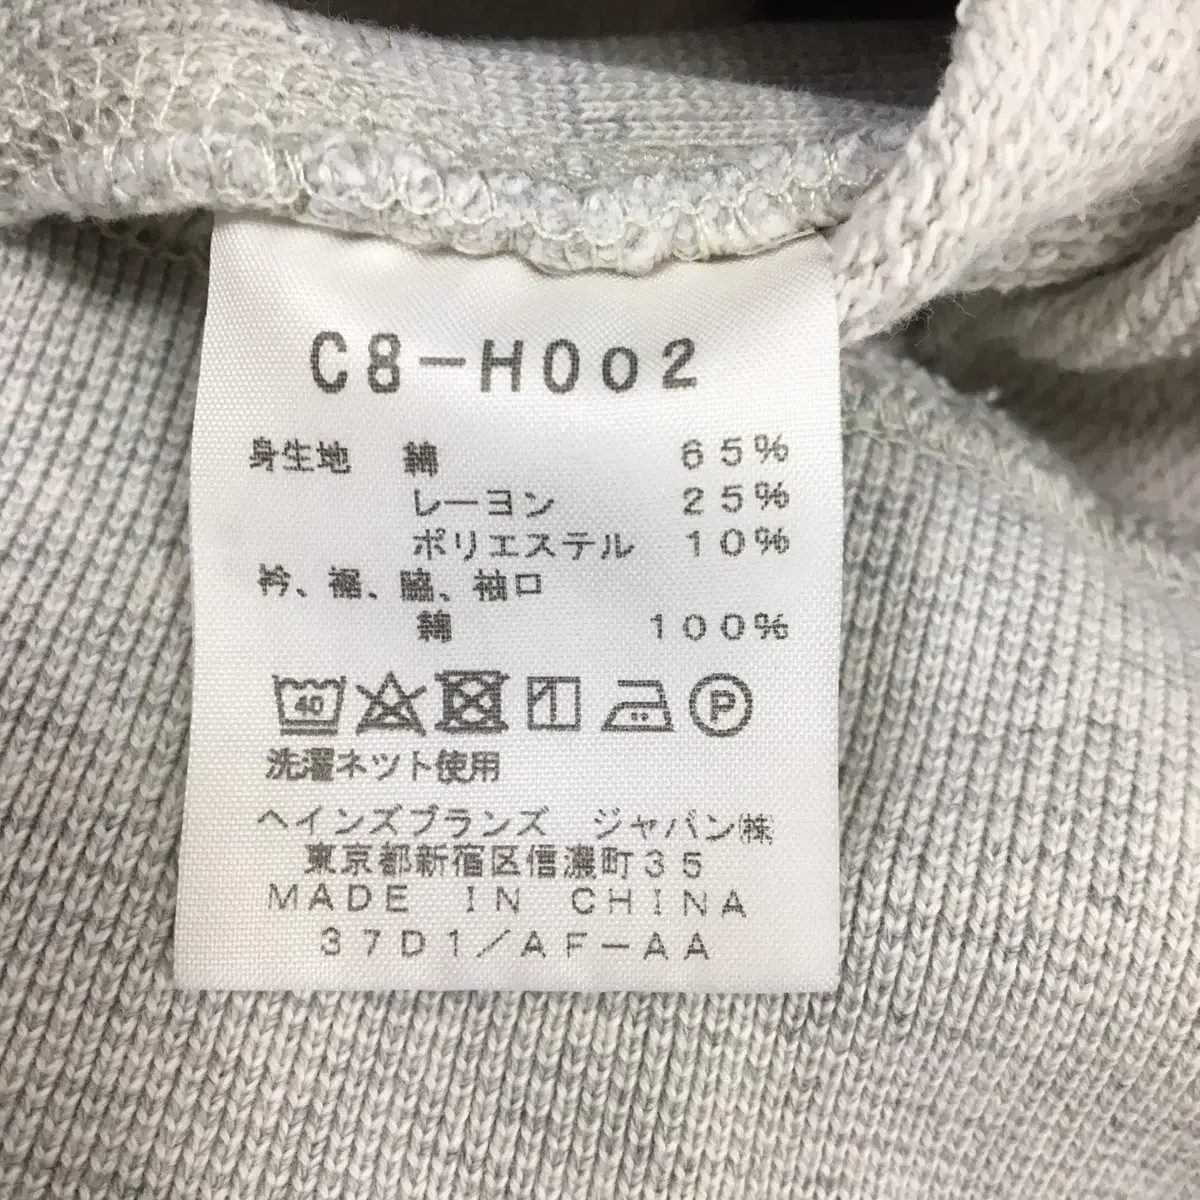 C8-H0o2
身生地 綿 65%
レーヨン 25%
ポリエステル 10%
衿、裾、脇、袖口
綿 100%
40 P
洗濯ネット使用
ヘインズブランズ ジャパン㈱
東京都新宿区信濃町35
MADE IN CHINA
37D1/AF-AA